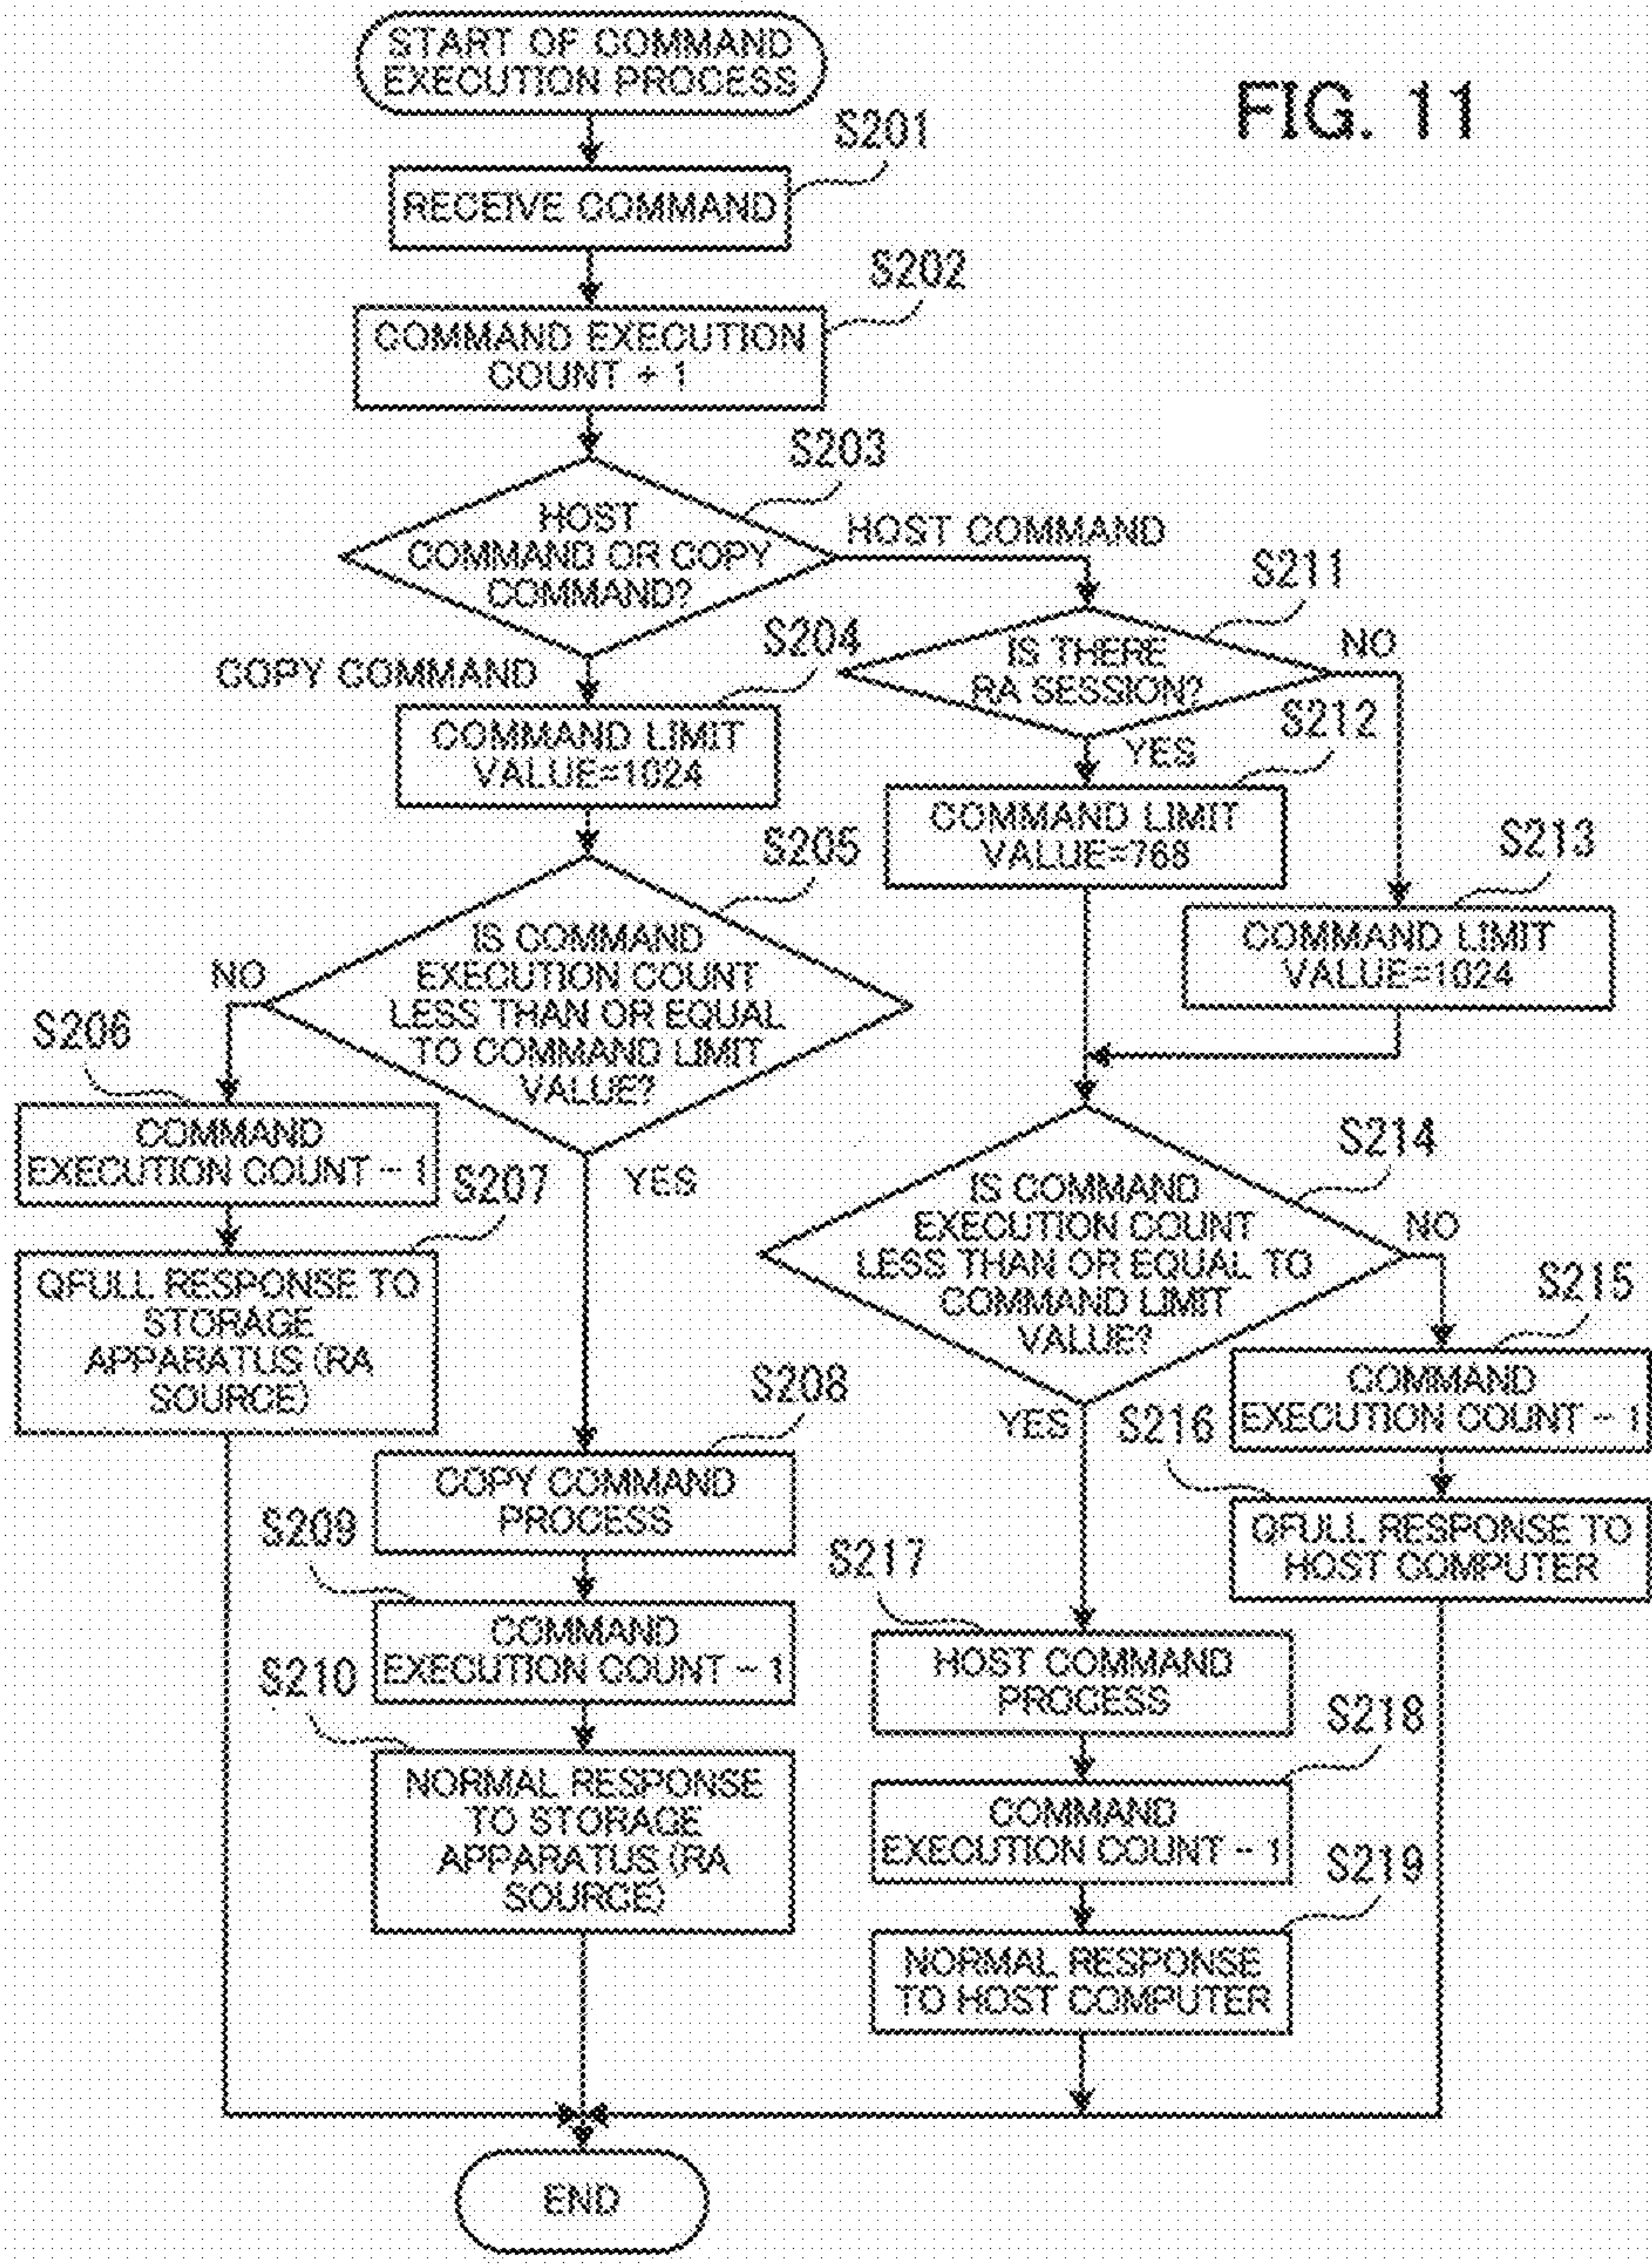 START OF COMMAND
EXECUTION PROCESS
FIG. 11
S201
RECEIVE COMMAND
S202
COMMAND EXECUTION
COUNT + 1
S203
HOST
COMMAND OR COPY
COMMAND?
HOST COMMAND
S211
IS THERE
RA SESSION?
NO
COPY COMMAND
S204
COMMAND LIMIT
VALUE=1024
YES
S212
COMMAND LIMIT
VALUE=768
S213
COMMAND LIMIT
VALUE=1024
S205
IS COMMAND
EXECUTION COUNT
LESS THAN OR EQUAL
TO COMMAND LIMIT
VALUE?
NO
S206
COMMAND
EXECUTION COUNT - 1
S207
YES
QFULL RESPONSE TO
STORAGE
APPARATUS (RA
SOURCE)
S214
IS COMMAND
EXECUTION COUNT
LESS THAN OR EQUAL TO
COMMAND LIMIT
VALUE?
NO
S215
COMMAND
EXECUTION COUNT - 1
YES
S216
QFULL RESPONSE TO
HOST COMPUTER
S208
COPY COMMAND
PROCESS
S209
COMMAND
EXECUTION COUNT - 1
S210
NORMAL RESPONSE
TO STORAGE
APPARATUS (RA
SOURCE)
S217
HOST COMMAND
PROCESS
S218
COMMAND
EXECUTION COUNT - 1
S219
NORMAL RESPONSE
TO HOST COMPUTER
END